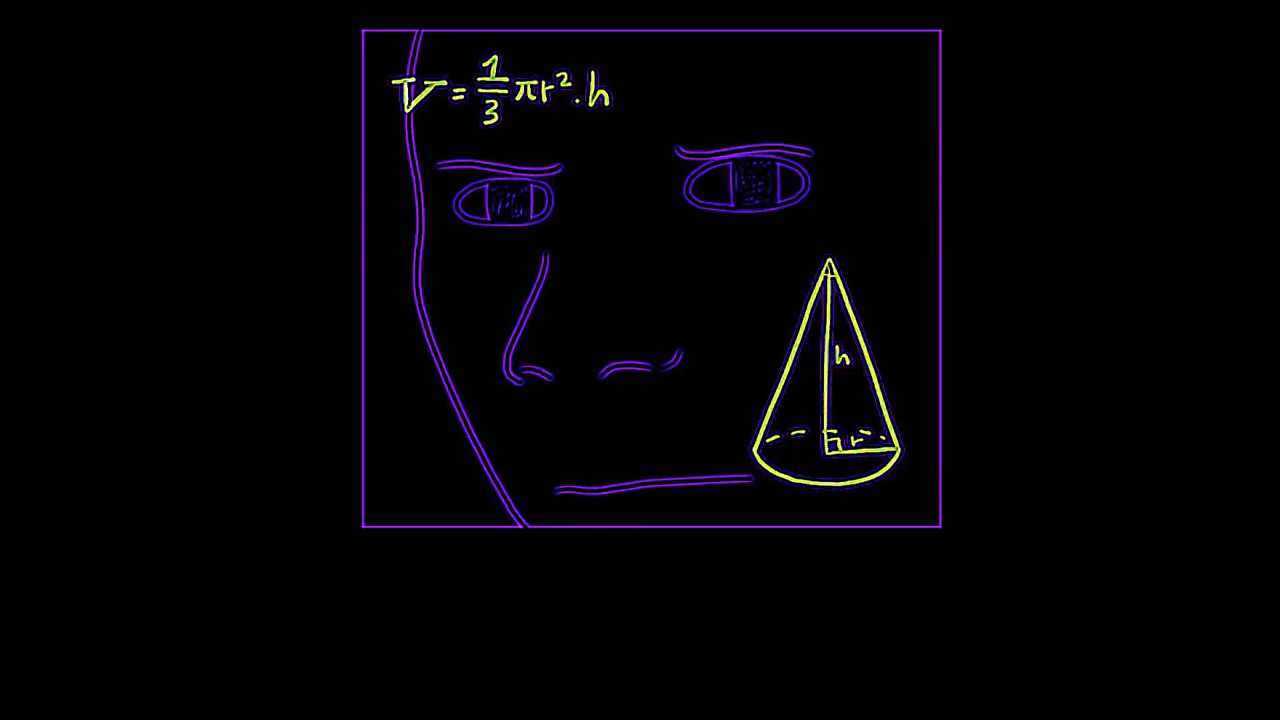 V = 1/3 πr².h
h
r